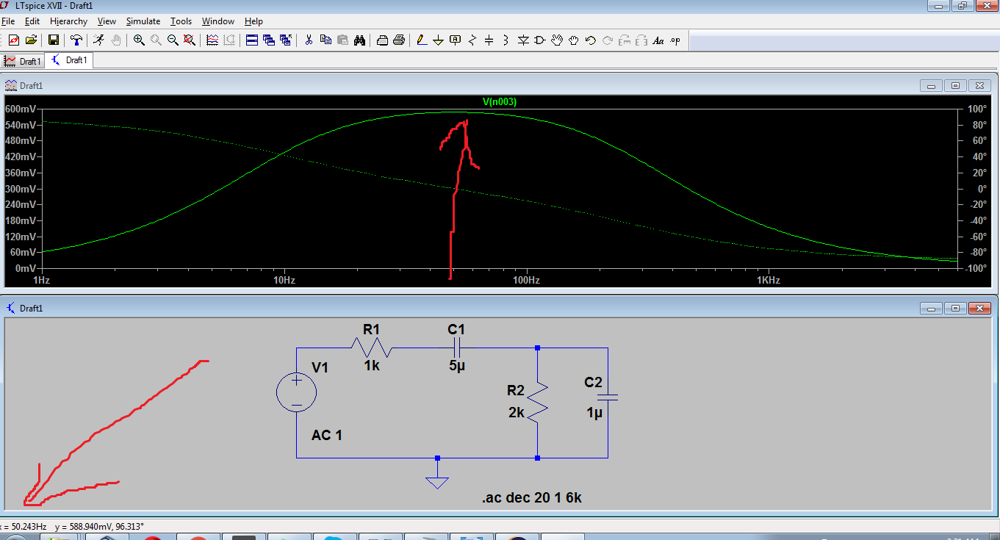 LTspice XVII - Draft1
File Edit Hierarchy View Simulate Tools Window Help
Aa .op
Draft1 Draft1
Draft1
V(n003)
600mV 100°
540mV 80°
480mV 60°
420mV 40°
360mV 20°
300mV 0°
240mV -20°
180mV -40°
120mV -60°
60mV -80°
0mV -100°
1Hz 10Hz 100Hz 1KHz
Draft1
R1 C1
1k 5µ
V1
R2 C2
2k 1µ
AC 1
.ac dec 20 1 6k
= 50.243Hz y = 588.940mV, 96.313°